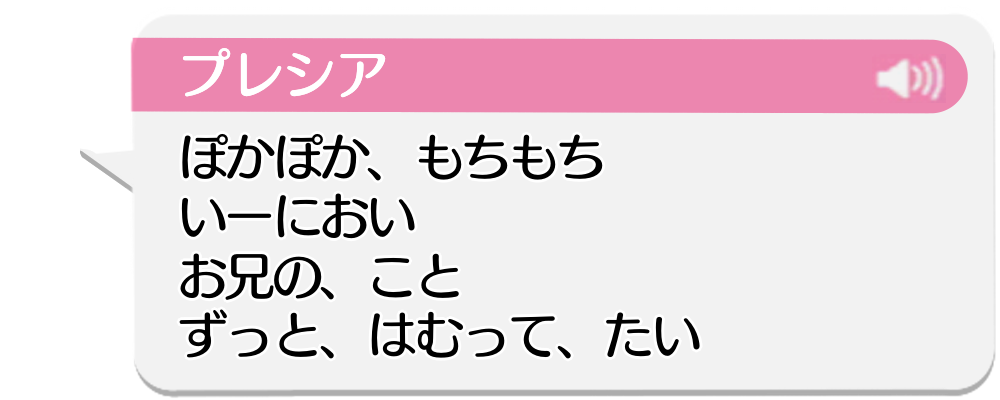 プレシア
ぽかぽか、もちもち
いーにおい
お兄の、こと
ずっと、はむって、たい